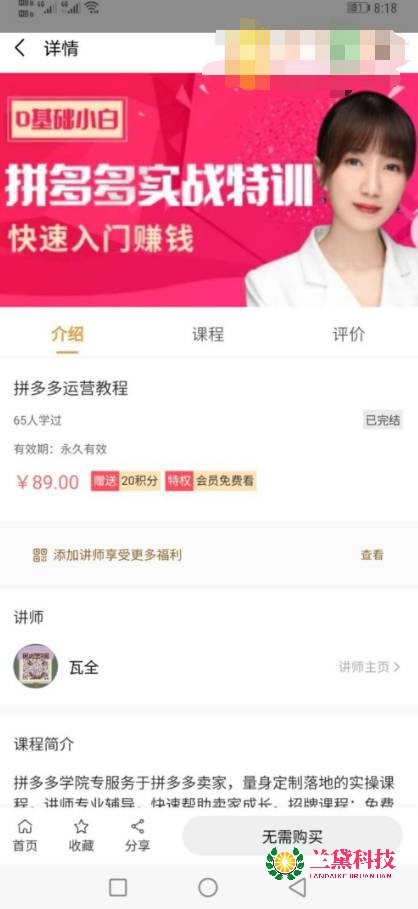 8:18
详情
0基础小白
拼多多实战特训
快速入门赚钱
介绍 课程 评价
拼多多运营教程
65人学过 已完结
有效期：永久有效
￥89.00 赠送 20积分 特权 会员免费看
添加讲师享受更多福利 查看
讲师
瓦全 讲师主页
课程简介
拼多多学院专服务于拼多多卖家，量身定制落地的实操课
程，讲师专业辅导，快速帮助卖家成长。招牌课程：免费
首页 收藏 分享 无需购买
兰黛科技
LANDAIKEJIRUANJIAN